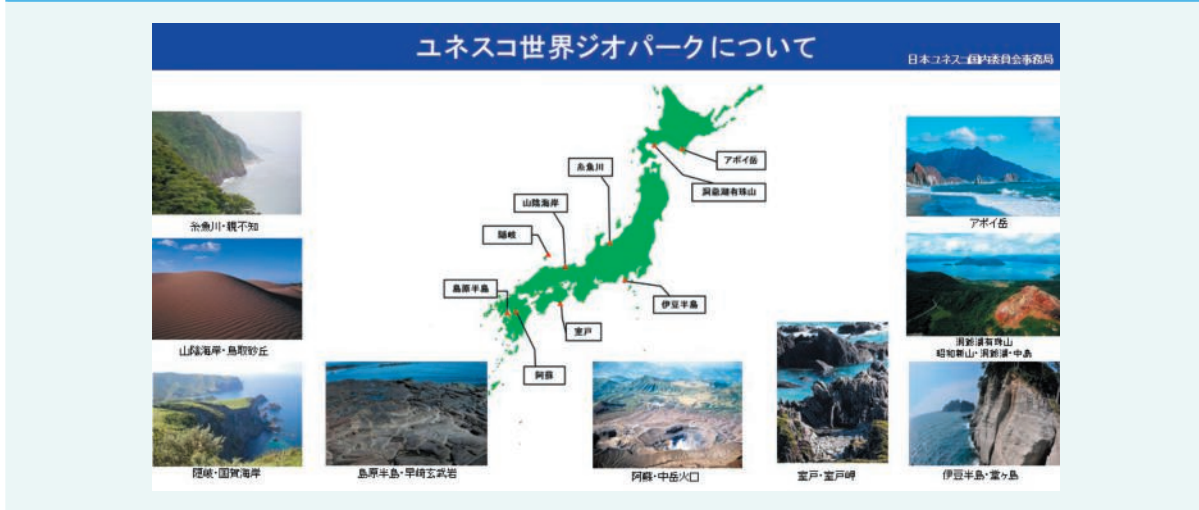 ユネスコ世界ジオパークについて
日本ユネスコ国内委員会事務局
アポイ岳
洞爺湖有珠山
糸魚川
山陰海岸
隠岐
島原半島
伊豆半島
室戸
阿蘇
糸魚川・親不知
山陰海岸・鳥取砂丘
隠岐・国賀海岸
島原半島・早崎玄武岩
阿蘇・中岳火口
室戸・室戸岬
アポイ岳
洞爺湖有珠山
昭和新山・洞爺湖・中島
伊豆半島・堂ヶ島